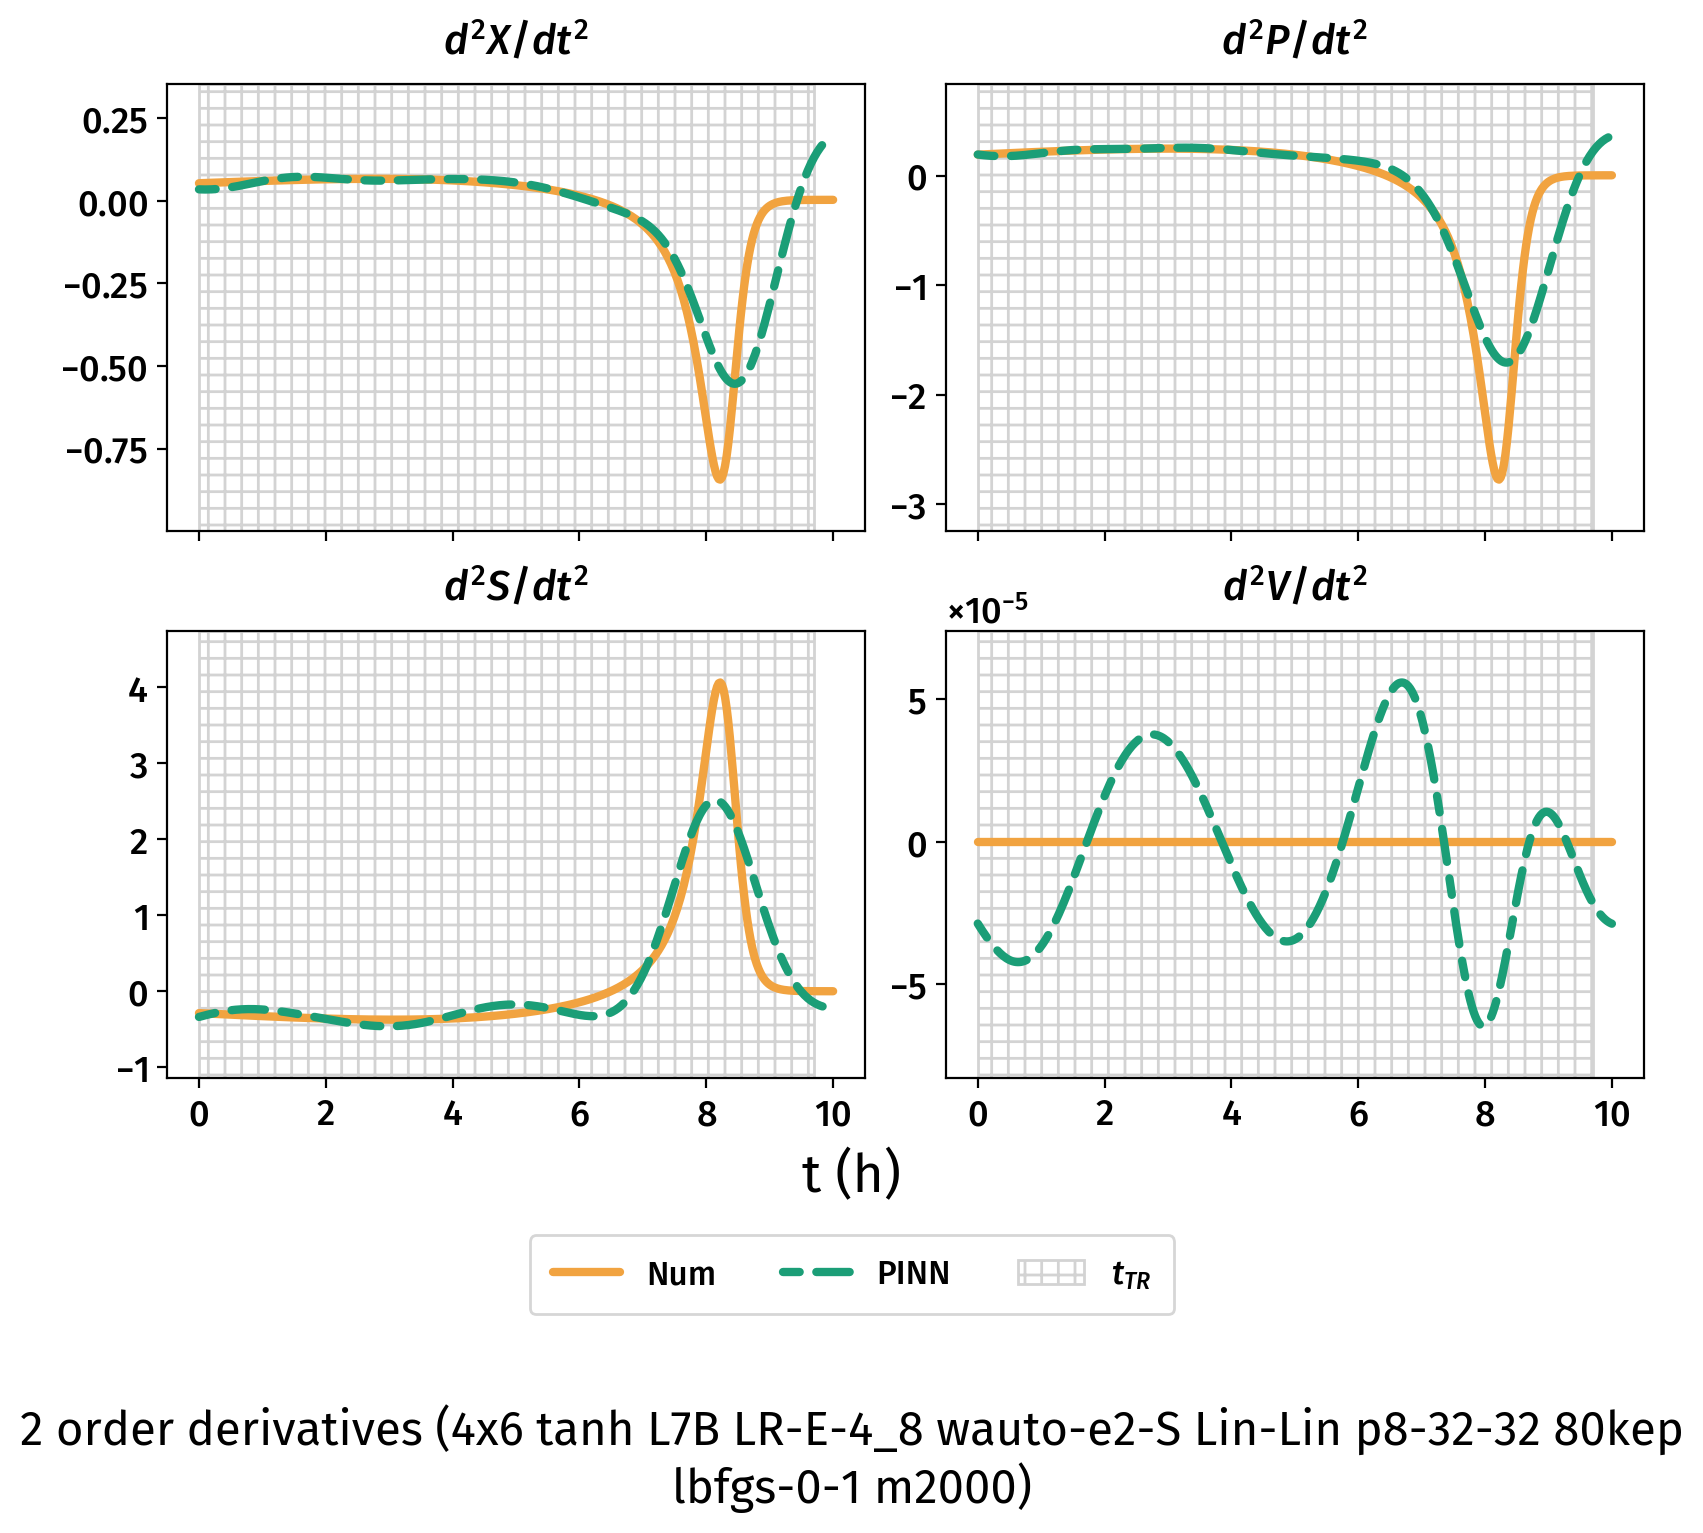 d²X/dt²
d²P/dt²
0.25
0.00
−0.25
−0.50
−0.75
0
−1
−2
−3
d²S/dt²
d²V/dt²
×10⁻⁵
4
3
2
1
0
−1
5
0
−5
0 2 4 6 8 10
0 2 4 6 8 10
t (h)
Num PINN t_TR
2 order derivatives (4x6 tanh L7B LR-E-4_8 wauto-e2-S Lin-Lin p8-32-32 80kep
lbfgs-0-1 m2000)